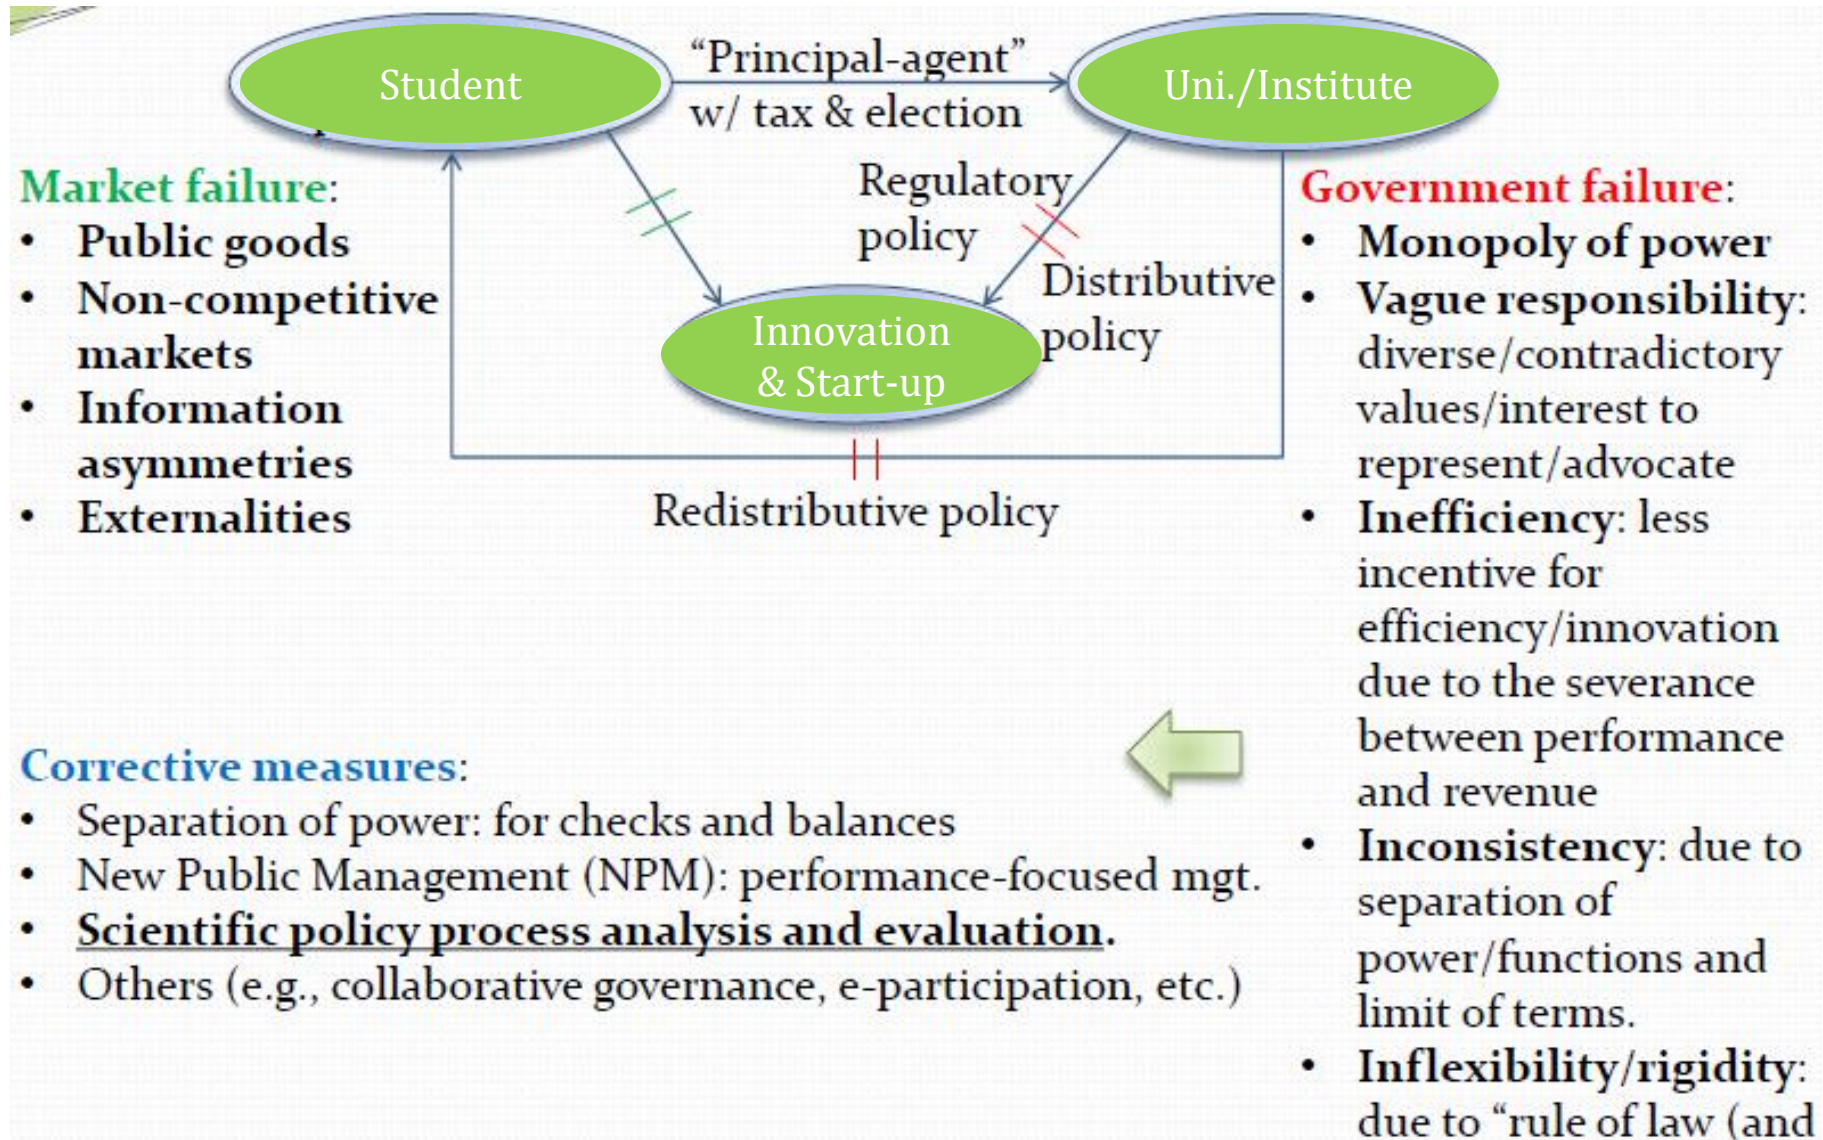 Student
“Principal-agent”
w/ tax & election
Uni./Institute
Regulatory
policy
Distributive
policy
Innovation
& Start-up
Redistributive policy
Market failure:
• Public goods
• Non-competitive
markets
• Information
asymmetries
• Externalities
Government failure:
• Monopoly of power
• Vague responsibility:
diverse/contradictory
values/interest to
represent/advocate
• Inefficiency: less
incentive for
efficiency/innovation
due to the severance
between performance
and revenue
• Inconsistency: due to
separation of
power/functions and
limit of terms.
• Inflexibility/rigidity:
due to “rule of law (and
Corrective measures:
• Separation of power: for checks and balances
• New Public Management (NPM): performance-focused mgt.
• Scientific policy process analysis and evaluation.
• Others (e.g., collaborative governance, e-participation, etc.)